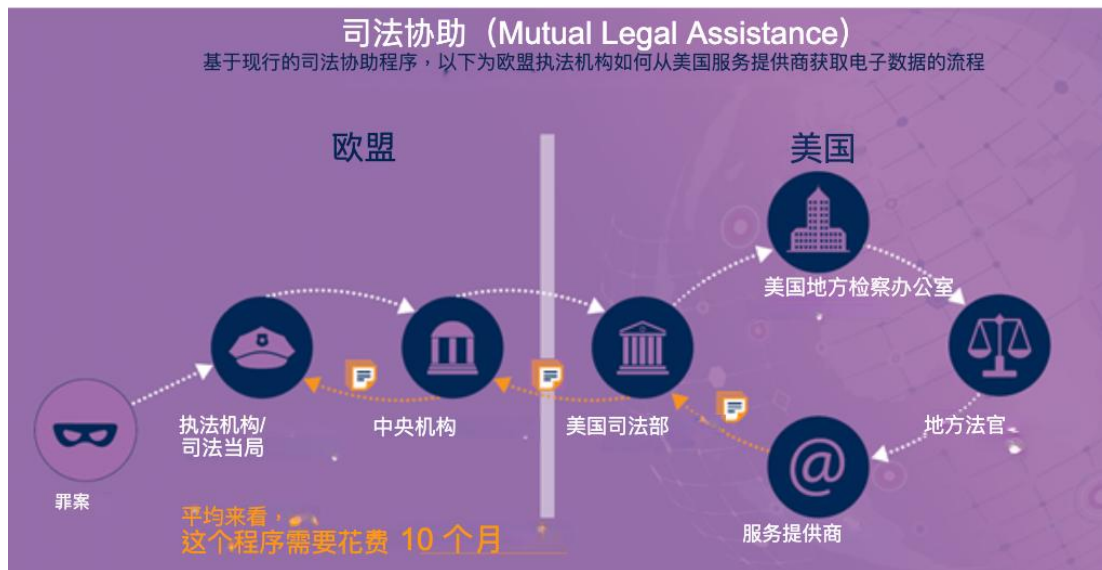 司法协助（Mutual Legal Assistance）
基于现行的司法协助程序，以下为欧盟执法机构如何从美国服务提供商获取电子数据的流程
欧盟
美国
美国地方检察办公室
执法机构/
司法当局
中央机构
美国司法部
地方法官
罪案
@
服务提供商
平均来看，
这个程序需要花费 10 个月